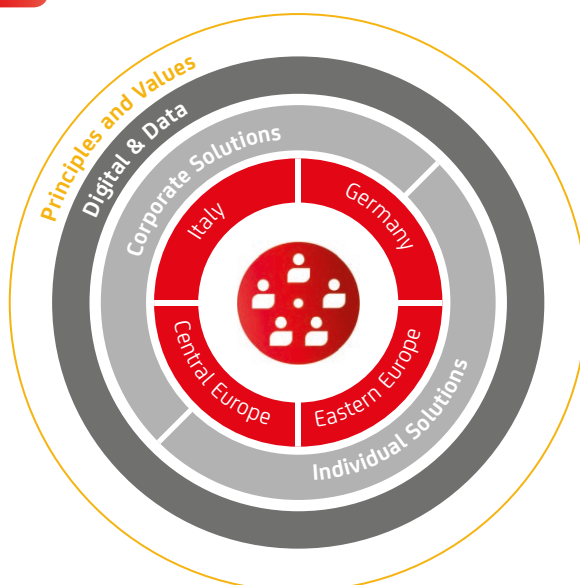 Principles and Values
Digital & Data
Corporate Solutions
Italy
Germany
Central Europe
Eastern Europe
Individual Solutions